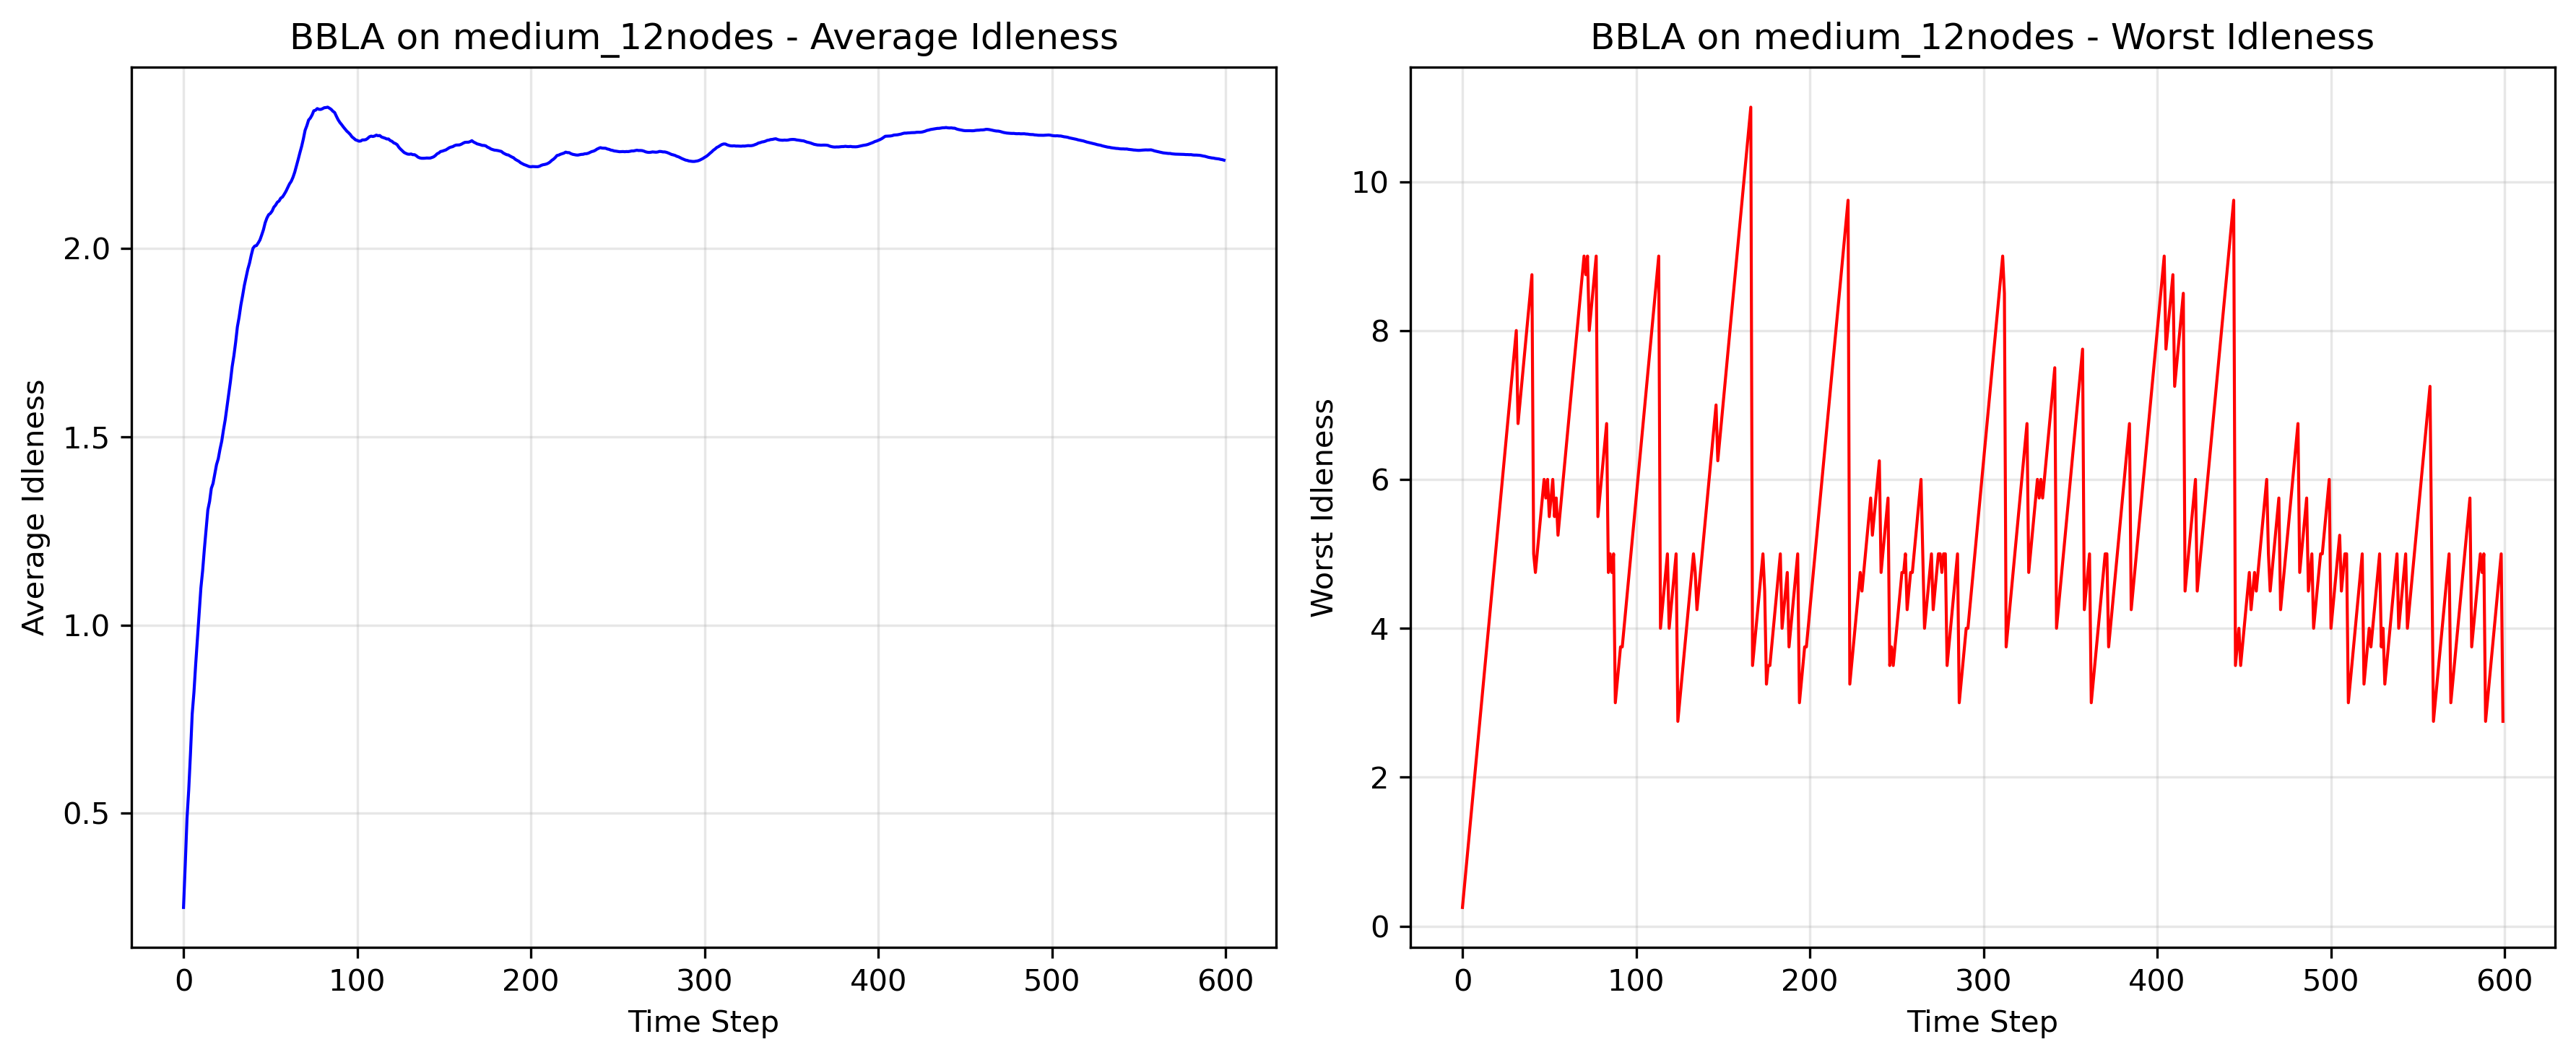 BBLA on medium_12nodes - Average Idleness
Average Idleness
2.0
1.5
1.0
0.5
0 100 200 300 400 500 600
Time Step
BBLA on medium_12nodes - Worst Idleness
Worst Idleness
10
8
6
4
2
0
0 100 200 300 400 500 600
Time Step